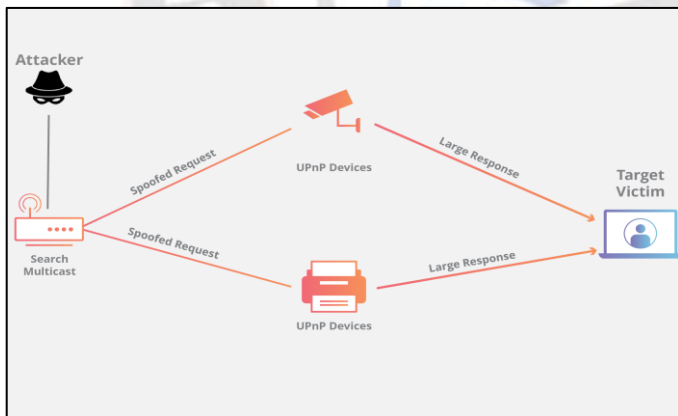 Attacker
Spoofed Request
UPnP Devices
Large Response
Target
Victim
Search
Multicast
Spoofed Request
UPnP Devices
Large Response